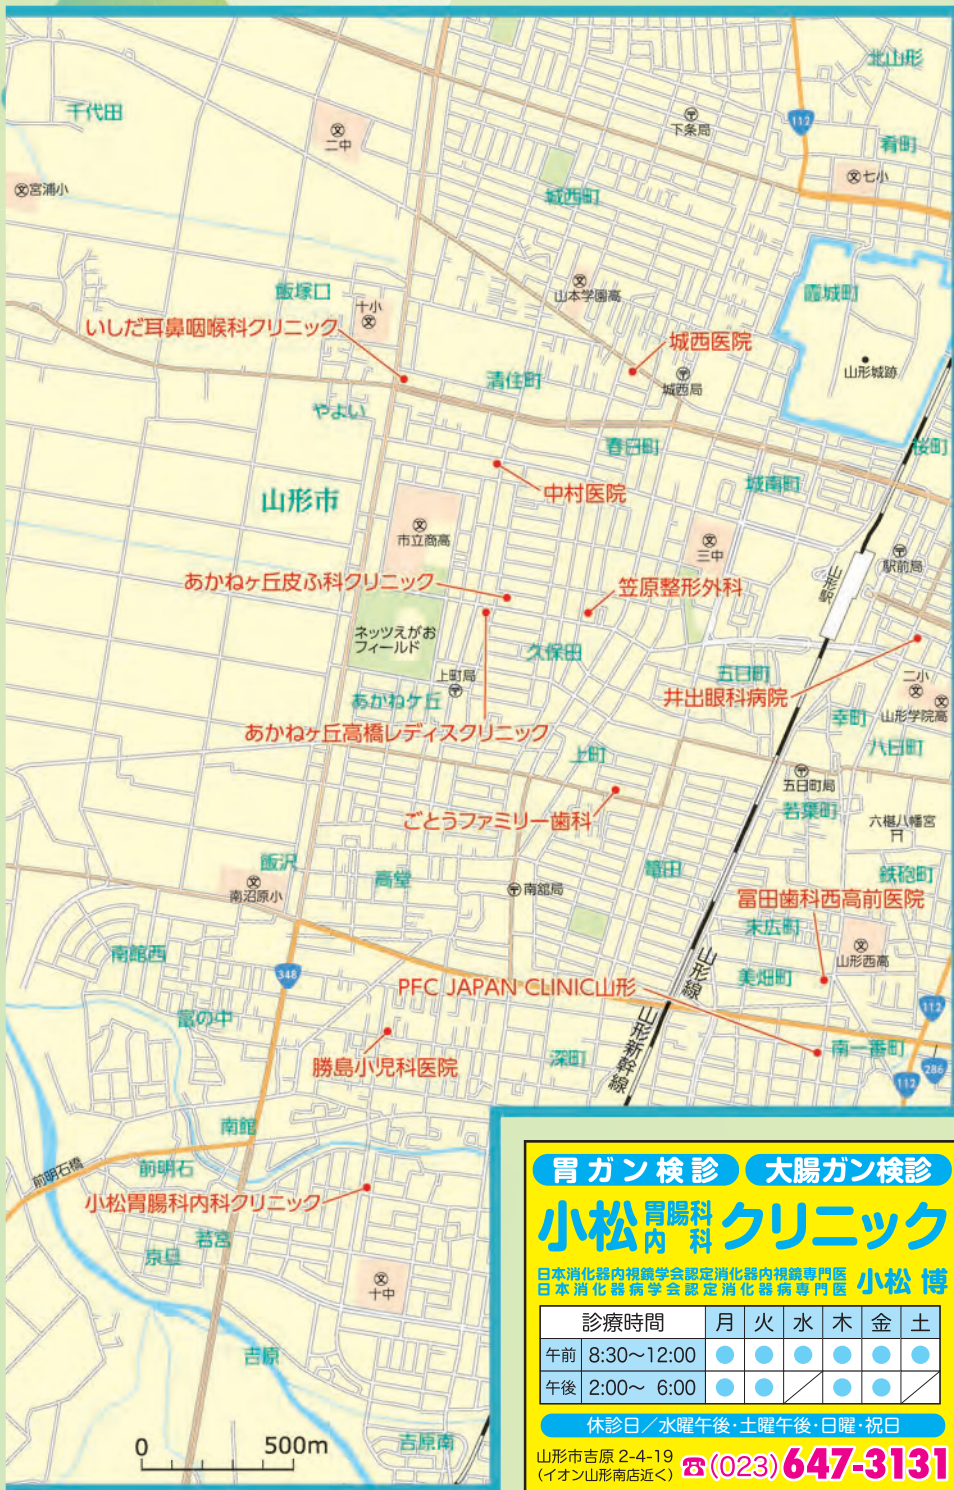 北山形
千代田
112
二中
下条局
肴町
宮浦小
七小
城西町
飯塚口
十小
山本学園高
霞城町
いしだ耳鼻咽喉科クリニック
城西医院
清住町
城西局
山形城跡
やよい
春日町
桜町
中村医院
城南町
山形市
市立商高
三中
駅前局
山形駅
あかねヶ丘皮ふ科クリニック
笠原整形外科
ネッツえがお
フィールド
久保田
上町局
五日町
二小
あかねケ丘
井出眼科病院
幸町
山形学院高
あかねヶ丘高橋レディスクリニック
八日町
上町
五日町局
ごとうファミリー歯科
若葉町
六椹八幡宮
飯沢
篭田
鉄砲町
南沼原小
高堂
南舘局
冨田歯科西高前医院
末広町
南館西
山形西高
348
山形線
PFC JAPAN CLINIC山形
美畑町
112
富の中
山形新幹線
勝島小児科医院
深町
南一番町
286
112
南館
前明石橋
前明石
小松胃腸科内科クリニック
若宮
京旦
十中
吉原
0 500m
吉原南
胃ガン検診 大腸ガン検診
小松胃腸科内科クリニック
日本消化器内視鏡学会認定消化器内視鏡専門医
日本消化器病学会認定消化器病専門医 小松 博
診療時間 月 火 水 木 金 土
午前 8:30〜12:00 ● ● ● ● ● ●
午後 2:00〜 6:00 ● ● ／ ● ● ／
休診日／水曜午後・土曜午後・日曜・祝日
山形市吉原 2-4-19
(イオン山形南店近く) ☎(023)647-3131